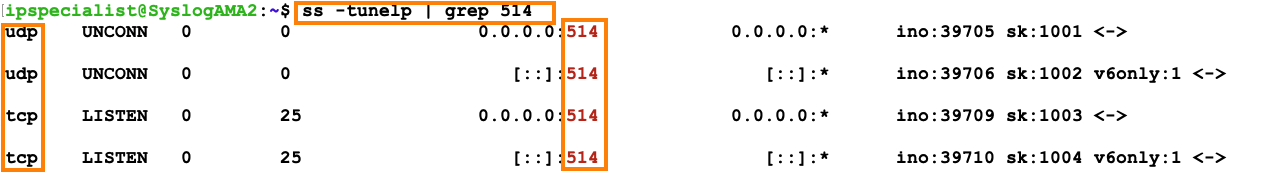 [ipspecialist@SyslogAMA2:~$ ss -tunelp | grep 514
udp UNCONN 0 0 0.0.0.0:514 0.0.0.0:* ino:39705 sk:1001 <->
udp UNCONN 0 0 [::]:514 [::]:* ino:39706 sk:1002 v6only:1 <->
tcp LISTEN 0 25 0.0.0.0:514 0.0.0.0:* ino:39709 sk:1003 <->
tcp LISTEN 0 25 [::]:514 [::]:* ino:39710 sk:1004 v6only:1 <->